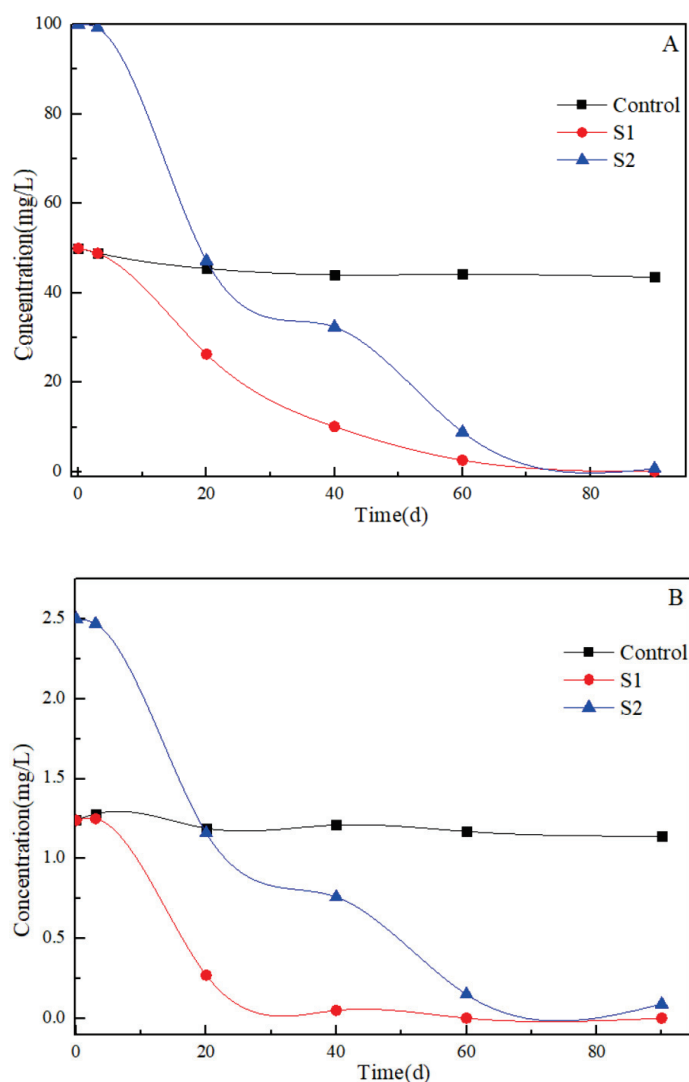 A
100
80
60
40
20
0
Concentration(mg/L)
Control
S1
S2
0 20 40 60 80
Time(d)
B
2.5
2.0
1.5
1.0
0.5
0.0
Concentration(mg/L)
Control
S1
S2
0 20 40 60 80
Time(d)